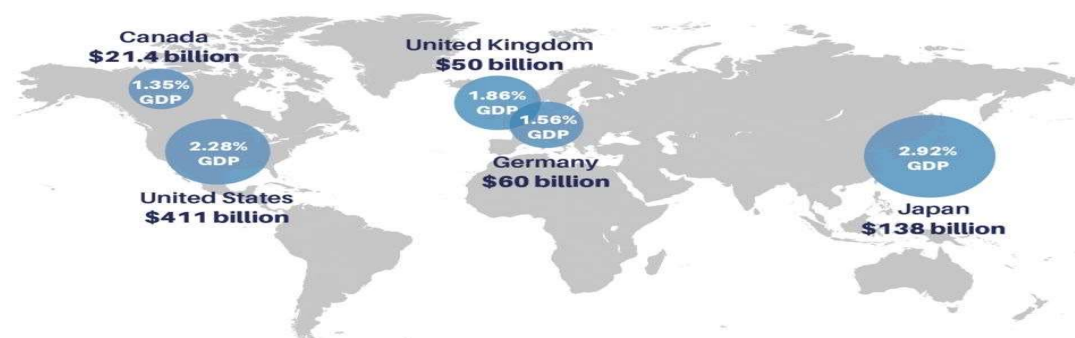 Canada
$21.4 billion
1.35%
GDP
United Kingdom
$50 billion
1.86%
GDP
1.56%
GDP
Germany
$60 billion
2.28%
GDP
United States
$411 billion
2.92%
GDP
Japan
$138 billion